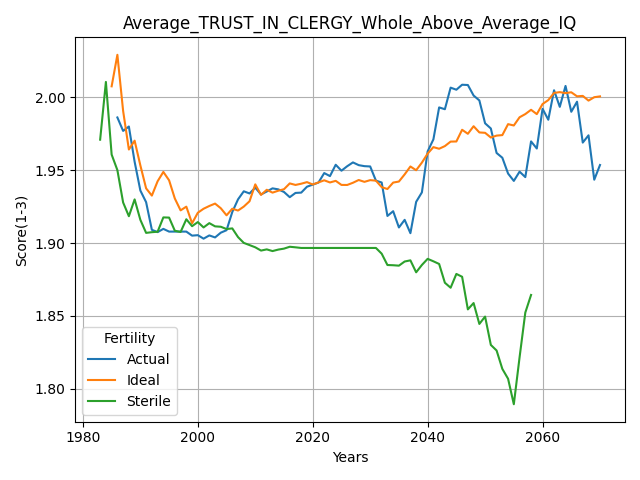 Average_TRUST_IN_CLERGY_Whole_Above_Average_IQ
Score(1-3)
2.00
1.95
1.90
1.85
1.80
Fertility
Actual
Ideal
Sterile
1980 2000 2020 2040 2060
Years